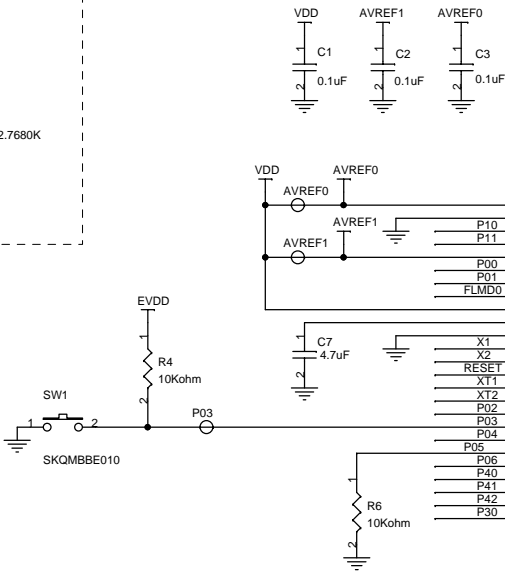 VDD AVREF1 AVREF0
1 C1 1 C2 1 C3
2 0.1uF 2 0.1uF 2 0.1uF
2.7680K
VDD AVREF0
AVREF0
AVREF1
AVREF1
P10
P11
P00
P01
FLMD0
EVDD
1 C7
4.7uF
2
X1
X2
RESET
XT1
XT2
P02
P03
P04
P05
P06
P40
P41
P42
P30
1
R4
10Kohm
2
SW1
1 2
P03
SKQMBBE010
1
R6
10Kohm
2